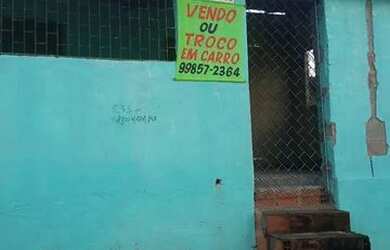 VENDO
OU
TROCO
EM CARRO
99857-2364